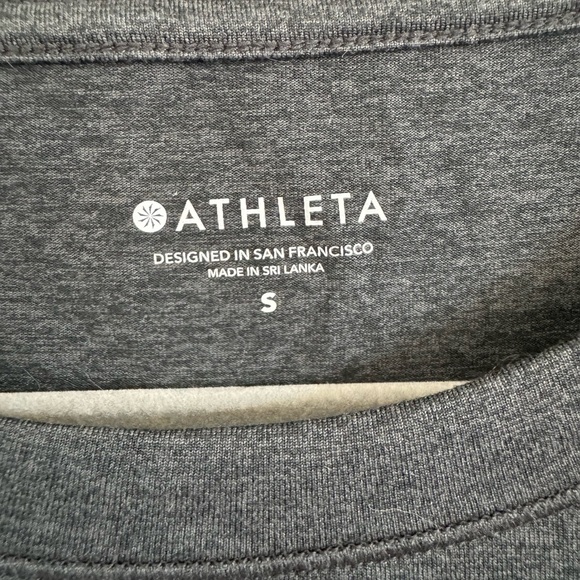 ATHLETA
DESIGNED IN SAN FRANCISCO
MADE IN SRI LANKA
S